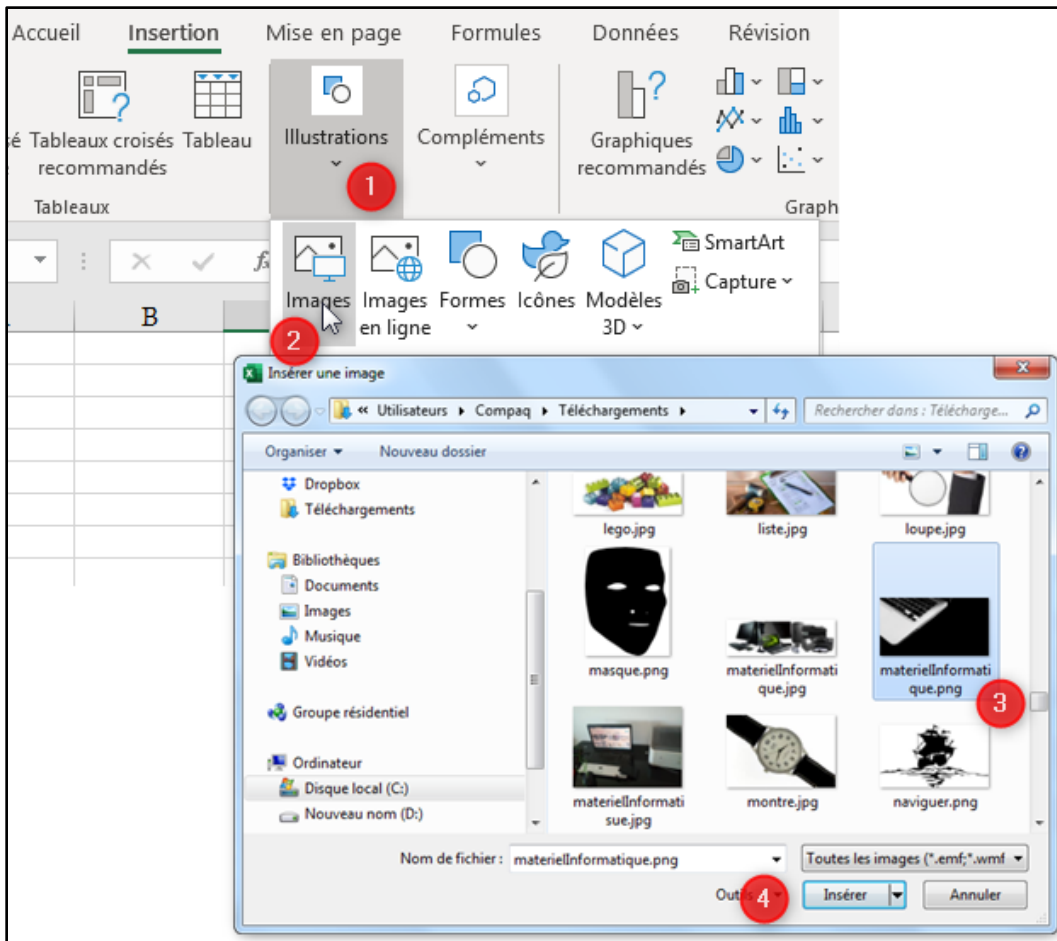 Accueil Insertion Mise en page Formules Données Révision
Illustrations Compléments
sé Tableaux croisés Tableau Graphiques
recommandés recommandés
1
Tableaux Graph
SmartArt
Images Images Formes Icônes Modèles Capture
en ligne 3D
B
2
Insérer une image
« Utilisateurs Compaq Téléchargements Rechercher dans : Télécharge...
Organiser Nouveau dossier
Dropbox
Téléchargements
lego.jpg liste.jpg loupe.jpg
Bibliothèques
Documents
Images
Musique
Vidéos
masque.png materielInformati materielInformati
que.jpg que.png
3
Groupe résidentiel
Ordinateur
Disque local (C:)
Nouveau nom (D:)
materielInformati montre.jpg naviguer.png
sue.jpg
Nom de fichier : materielInformatique.png Toutes les images (*.emf;*.wmf
4 Insérer Annuler